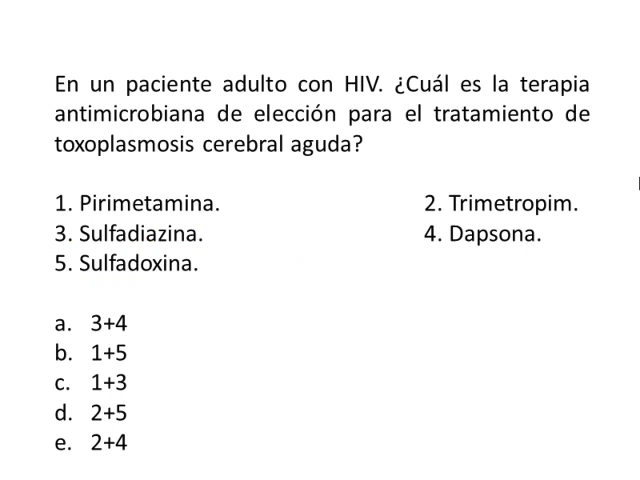 En un paciente adulto con HIV. ¿Cuál es la terapia
antimicrobiana de elección para el tratamiento de
toxoplasmosis cerebral aguda?
1. Pirimetamina. 2. Trimetropim.
3. Sulfadiazina. 4. Dapsona.
5. Sulfadoxina.
a. 3+4
b. 1+5
c. 1+3
d. 2+5
e. 2+4